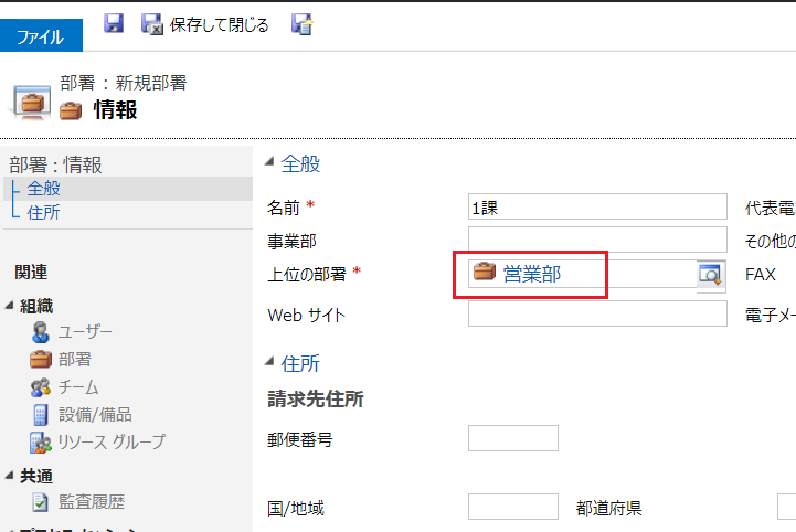 ファイル 保存して閉じる
部署 : 新規部署
情報
部署 : 情報
全般
住所
関連
組織
ユーザー
部署
チーム
設備/備品
リソース グループ
共通
監査履歴
全般
名前 * 1課 代表電
事業部 その他の
上位の部署 * 営業部 FAX
Web サイト 電子メー
住所
請求先住所
郵便番号
国/地域 都道府県